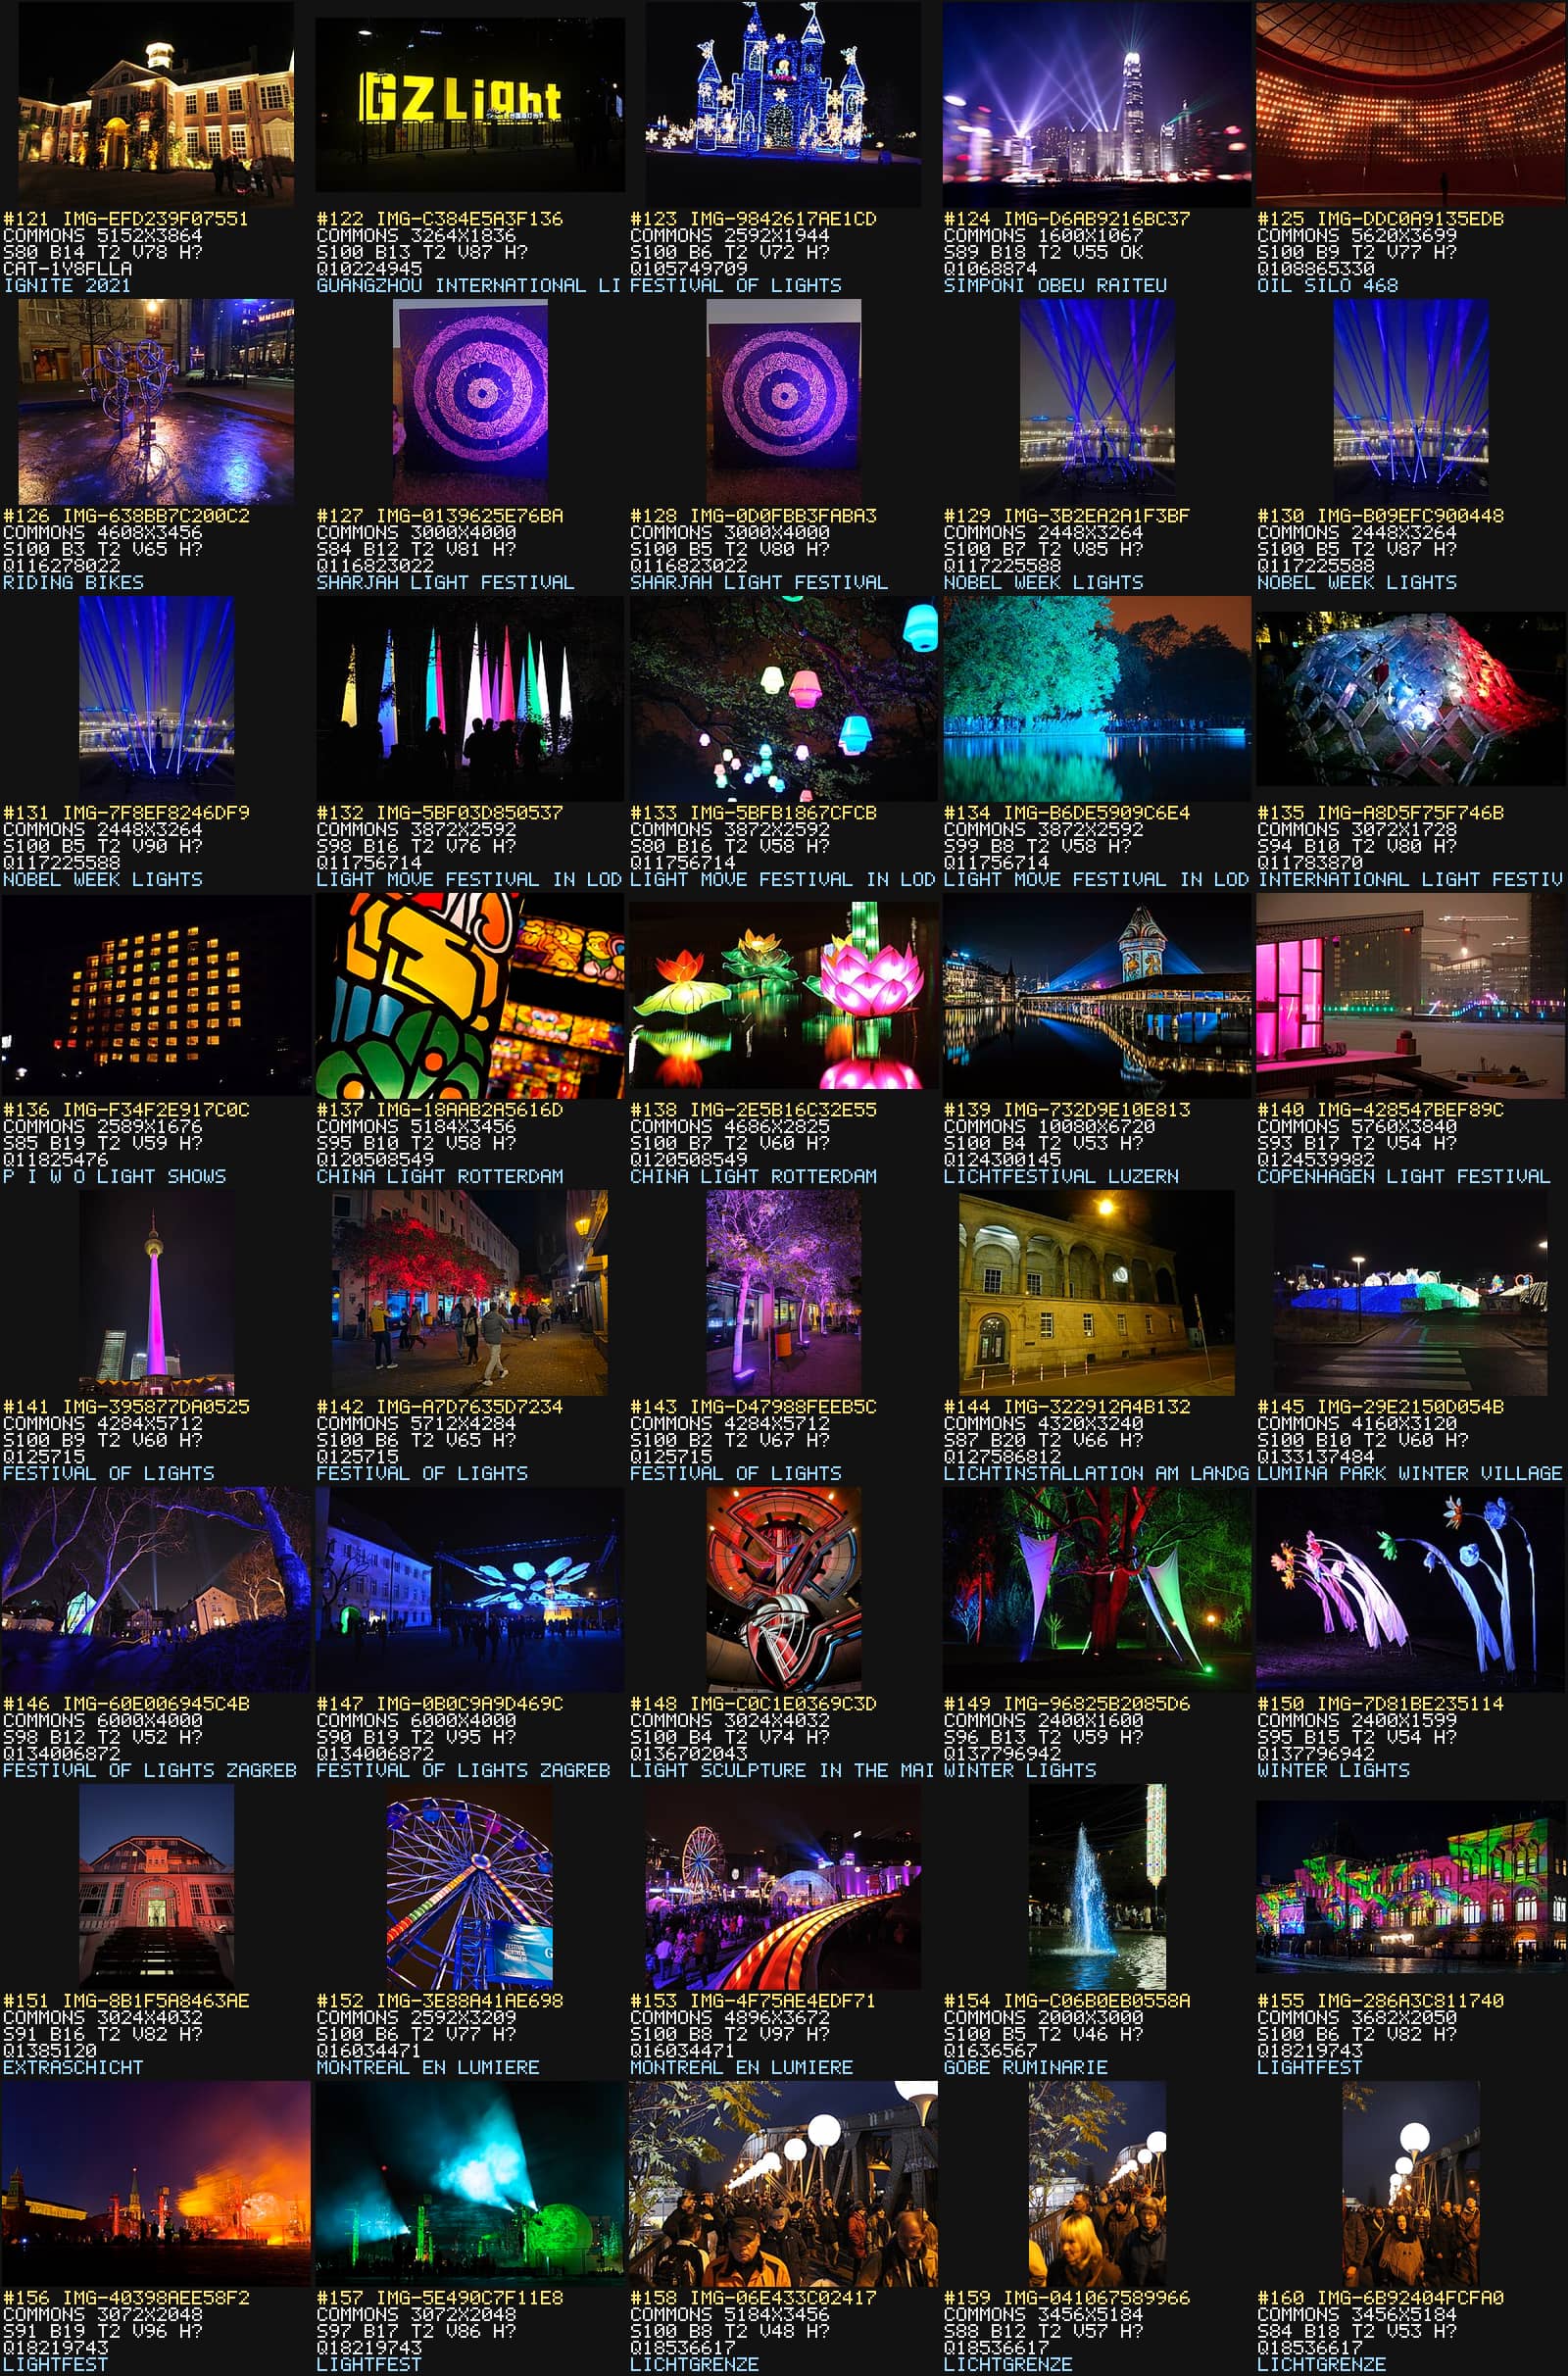 GZLight
#121 IMG-EFD239F07551
COMMONS 5152X3864
S80 B14 T2 V78 H?
CAT-1Y8FLLA
IGNITE 2021
#122 IMG-C384E5A3F136
COMMONS 3264X1836
S100 B13 T2 V87 H?
Q10224945
GUANGZHOU INTERNATIONAL LI
#123 IMG-9842617AE1CD
COMMONS 2592X1944
S100 B6 T2 V72 H?
Q105749709
FESTIVAL OF LIGHTS
#124 IMG-D6AB9216BC37
COMMONS 1600X1067
S89 B18 T2 V55 OK
Q1068874
SIMPONI OBEU RAITEU
#125 IMG-DDC0A9135EDB
COMMONS 5620X3699
S100 B9 T2 V77 H?
Q108865330
OIL SILO 468
#126 IMG-638BB7C200C2
COMMONS 4608X3456
S100 B3 T2 V65 H?
Q116278022
RIDING BIKES
#127 IMG-0139625E76BA
COMMONS 3000X4000
S84 B12 T2 V81 H?
Q116823022
SHARJAH LIGHT FESTIVAL
#128 IMG-0D0FBB3FABA3
COMMONS 3000X4000
S100 B5 T2 V80 H?
Q116823022
SHARJAH LIGHT FESTIVAL
#129 IMG-3B2EA2A1F3BF
COMMONS 2448X3264
S100 B7 T2 V85 H?
Q117225588
NOBEL WEEK LIGHTS
#130 IMG-B09EFC900448
COMMONS 2448X3264
S100 B5 T2 V87 H?
Q117225588
NOBEL WEEK LIGHTS
#131 IMG-7F8EF8246DF9
COMMONS 2448X3264
S100 B5 T2 V90 H?
Q117225588
NOBEL WEEK LIGHTS
#132 IMG-5BF03D850537
COMMONS 3872X2592
S98 B16 T2 V76 H?
Q11756714
LIGHT MOVE FESTIVAL IN LOD
#133 IMG-5BFB1867CFCB
COMMONS 3872X2592
S80 B16 T2 V58 H?
Q11756714
LIGHT MOVE FESTIVAL IN LOD
#134 IMG-B6DE5909C6E4
COMMONS 3872X2592
S99 B8 T2 V58 H?
Q11756714
LIGHT MOVE FESTIVAL IN LOD
#135 IMG-A8D5F75F746B
COMMONS 3072X1728
S94 B10 T2 V80 H?
Q11783870
INTERNATIONAL LIGHT FESTIV
#136 IMG-F34F2E917C0C
COMMONS 2589X1676
S85 B19 T2 V59 H?
Q11825476
P I W O LIGHT SHOWS
#137 IMG-18AAB2A5616D
COMMONS 5184X3456
S95 B10 T2 V58 H?
Q120508549
CHINA LIGHT ROTTERDAM
#138 IMG-2E5B16C32E55
COMMONS 4686X2825
S100 B7 T2 V60 H?
Q120508549
CHINA LIGHT ROTTERDAM
#139 IMG-732D9E10E813
COMMONS 10080X6720
S100 B4 T2 V53 H?
Q124300145
LICHTFESTIVAL LUZERN
#140 IMG-428547BEF89C
COMMONS 5760X3840
S93 B17 T2 V54 H?
Q124539982
COPENHAGEN LIGHT FESTIVAL
#141 IMG-395877DA0525
COMMONS 4284X5712
S100 B9 T2 V60 H?
Q125715
FESTIVAL OF LIGHTS
#142 IMG-A7D7635D7234
COMMONS 5712X4284
S100 B6 T2 V65 H?
Q125715
FESTIVAL OF LIGHTS
#143 IMG-D47988FEEB5C
COMMONS 4284X5712
S100 B2 T2 V67 H?
Q125715
FESTIVAL OF LIGHTS
#144 IMG-322912A4B132
COMMONS 4320X3240
S87 B20 T2 V66 H?
Q127586812
LICHTINSTALLATION AM LANDG
#145 IMG-29E2150D054B
COMMONS 4160X3120
S100 B10 T2 V60 H?
Q133137484
LUMINA PARK WINTER VILLAGE
#146 IMG-60E006945C4B
COMMONS 6000X4000
S98 B12 T2 V52 H?
Q134006872
FESTIVAL OF LIGHTS ZAGREB
#147 IMG-0B0C9A9D469C
COMMONS 6000X4000
S90 B19 T2 V95 H?
Q134006872
FESTIVAL OF LIGHTS ZAGREB
#148 IMG-C0C1E0369C3D
COMMONS 3024X4032
S100 B4 T2 V74 H?
Q136702043
LIGHT SCULPTURE IN THE MAI
#149 IMG-96825B2085D6
COMMONS 2400X1600
S96 B13 T2 V59 H?
Q137796942
WINTER LIGHTS
#150 IMG-7D81BE235114
COMMONS 2400X1599
S95 B15 T2 V54 H?
Q137796942
WINTER LIGHTS
#151 IMG-8B1F5A8463AE
COMMONS 3024X4032
S91 B16 T2 V82 H?
Q1385120
EXTRASCHICHT
#152 IMG-3E88A41AE698
COMMONS 2592X3209
S100 B6 T2 V77 H?
Q16034471
MONTREAL EN LUMIERE
#153 IMG-4F75AE4EDF71
COMMONS 4896X3672
S100 B8 T2 V97 H?
Q16034471
MONTREAL EN LUMIERE
#154 IMG-C06B0EB0558A
COMMONS 2000X3000
S100 B5 T2 V46 H?
Q1636567
GOBE RUMINARIE
#155 IMG-286A3C811740
COMMONS 3682X2050
S100 B6 T2 V82 H?
Q18219743
LIGHTFEST
#156 IMG-40398AEE58F2
COMMONS 3072X2048
S91 B19 T2 V96 H?
Q18219743
LIGHTFEST
#157 IMG-5E490C7F11E8
COMMONS 3072X2048
S97 B17 T2 V86 H?
Q18219743
LIGHTFEST
#158 IMG-06E433C02417
COMMONS 5184X3456
S100 B8 T2 V48 H?
Q18536617
LICHTGRENZE
#159 IMG-041067589966
COMMONS 3456X5184
S88 B12 T2 V57 H?
Q18536617
LICHTGRENZE
#160 IMG-6B92404FCFA0
COMMONS 3456X5184
S84 B18 T2 V53 H?
Q18536617
LICHTGRENZE